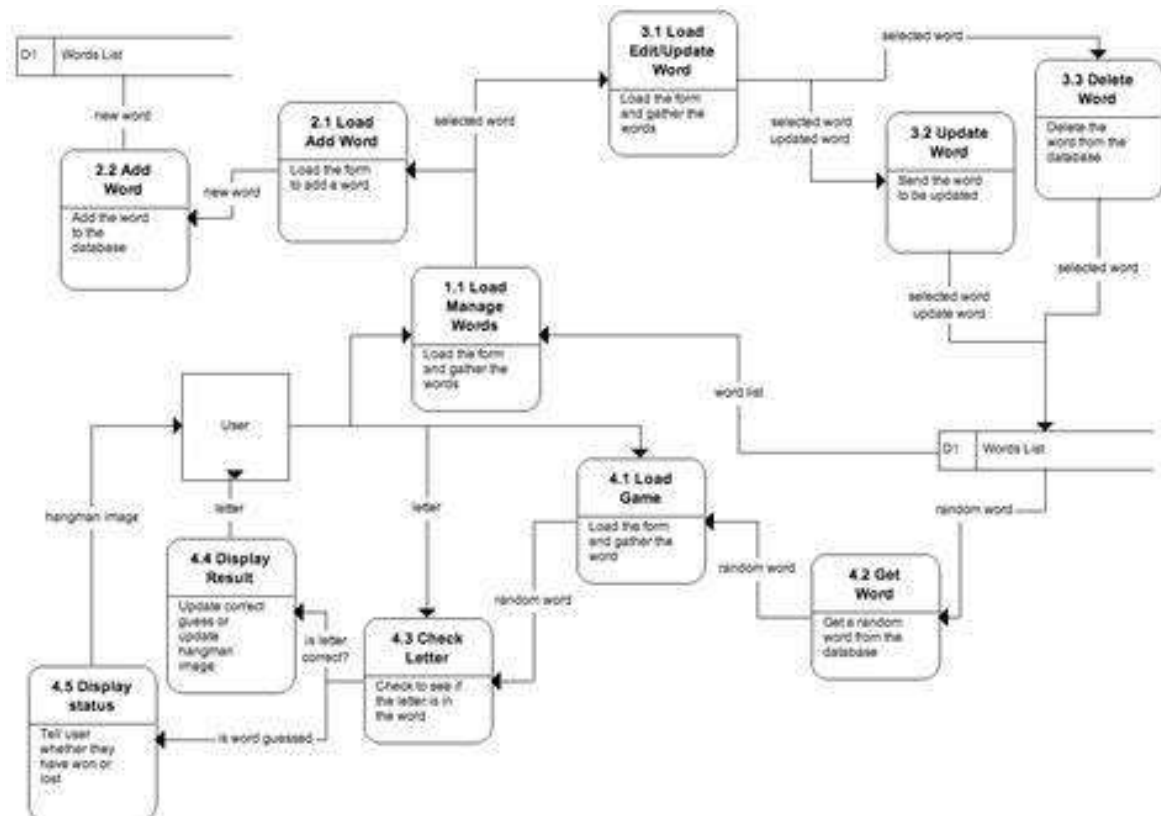 D1 Words List
new word
2.2 Add
Word
Add the word
to the
database
new word
2.1 Load
Add Word
Load the form
to add a word
selected word
3.1 Load
Edit/Update
Word
Load the form
and gather the
words
selected word
selected word
updated word
3.2 Update
Word
Send the word
to be updated
3.3 Delete
Word
Delete the
word from the
database
selected word
selected word
update word
1.1 Load
Manage
Words
Load the form
and gather the
words
word list
User
D1 Words List
hangman image
letter
letter
4.1 Load
Game
Load the form
and gather the
word
random word
random word
random word
4.2 Get
Word
Get a random
word from the
database
4.4 Display
Result
Update correct
guess or
update
hangman
image
is letter
correct?
4.3 Check
Letter
Check to see if
the letter is in
the word
4.5 Display
status
Tell user
whether they
have won or
lost
is word guessed